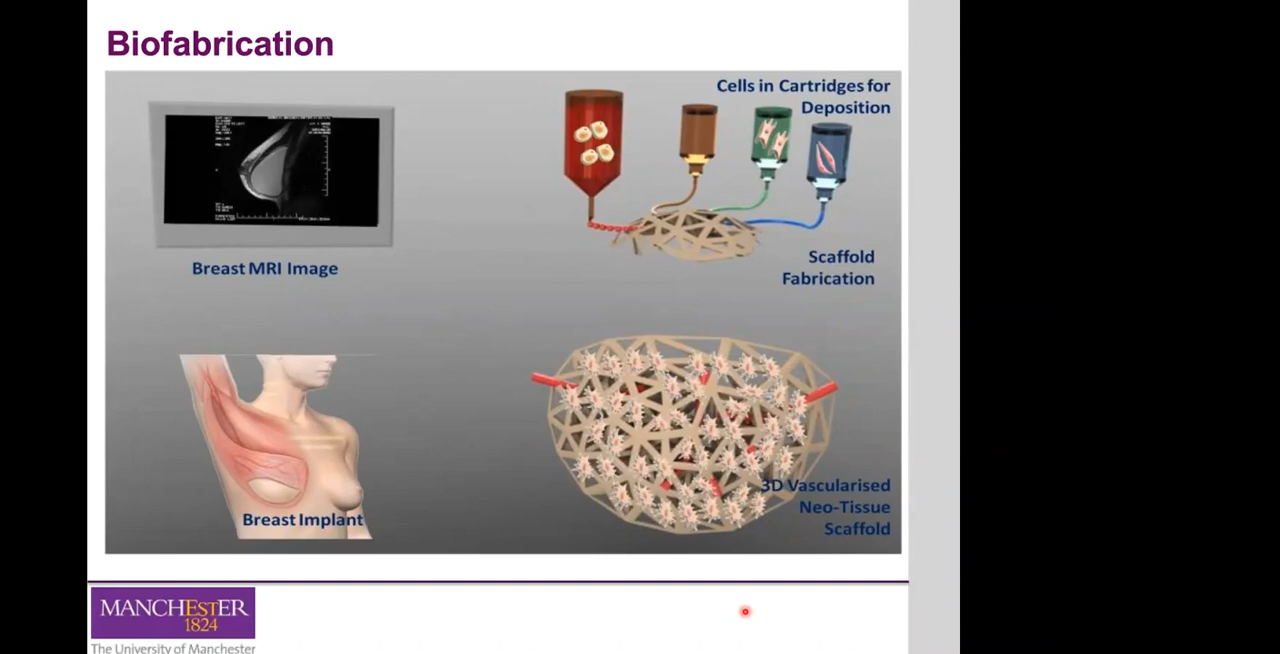 Biofabrication
Cells in Cartridges for
Deposition
Breast MRI Image
Scaffold
Fabrication
Breast Implant
3D Vascularised
Neo-Tissue
Scaffold
MANCHESTER
1824
The University of Manchester